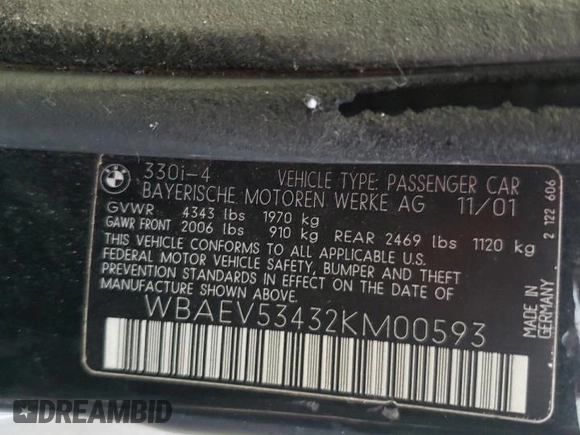 330i-4 VEHICLE TYPE: PASSENGER CAR
BAYERISCHE MOTOREN WERKE AG 11/01
GVWR 4343 lbs 1970 kg
GAWR FRONT 2006 lbs 910 kg REAR 2469 lbs 1120 kg
THIS VEHICLE CONFORMS TO ALL APPLICABLE U.S.
FEDERAL MOTOR VEHICLE SAFETY, BUMPER AND THEFT
STANDARDS IN EFFECT ON THE DATE OF
MANUFACTURE SHOWN ABOVE.
WBAEV53432KM00593
MADE IN
GERMANY
2 122 606
DREAMBID